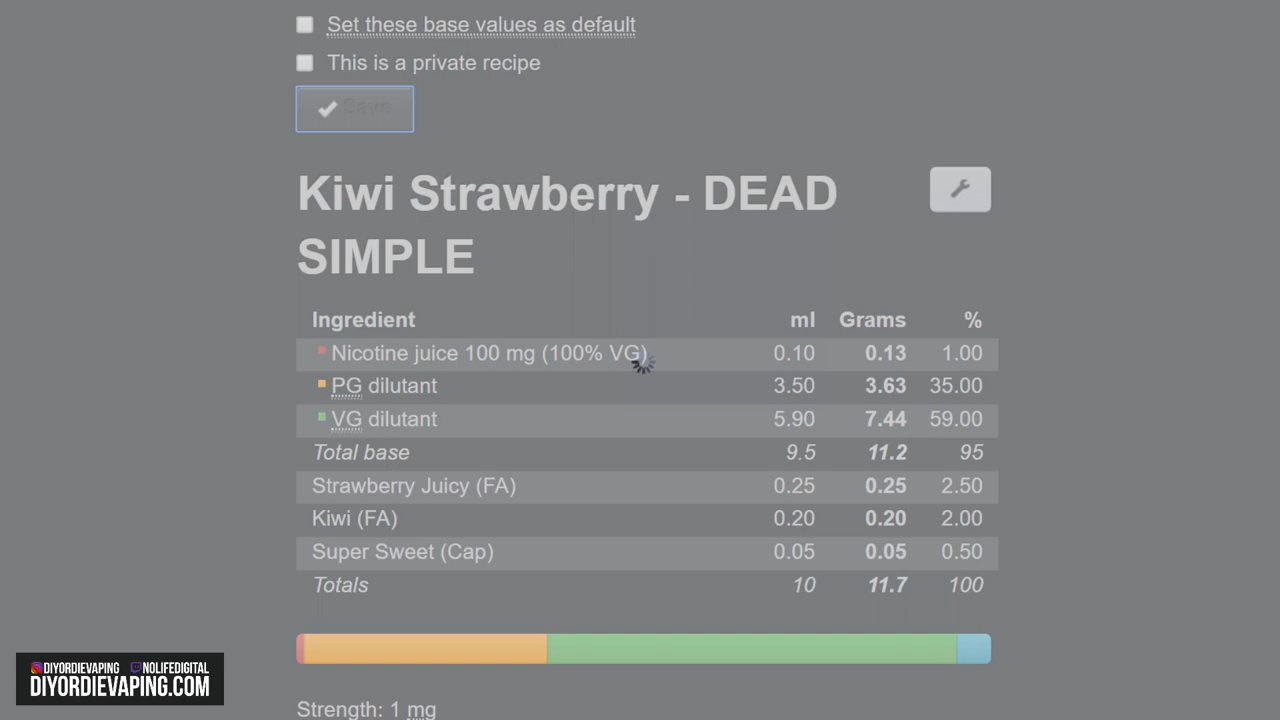 Set these base values as default
This is a private recipe
Save
Kiwi Strawberry - DEAD
SIMPLE
Ingredient ml Grams %
Nicotine juice 100 mg (100% VG) 0.10 0.13 1.00
PG dilutant 3.50 3.63 35.00
VG dilutant 5.90 7.44 59.00
Total base 9.5 11.2 95
Strawberry Juicy (FA) 0.25 0.25 2.50
Kiwi (FA) 0.20 0.20 2.00
Super Sweet (Cap) 0.05 0.05 0.50
Totals 10 11.7 100
DIYORDIEVAPING NOLIFEDIGITAL
DIYORDIEVAPING.COM
Strength: 1 mg